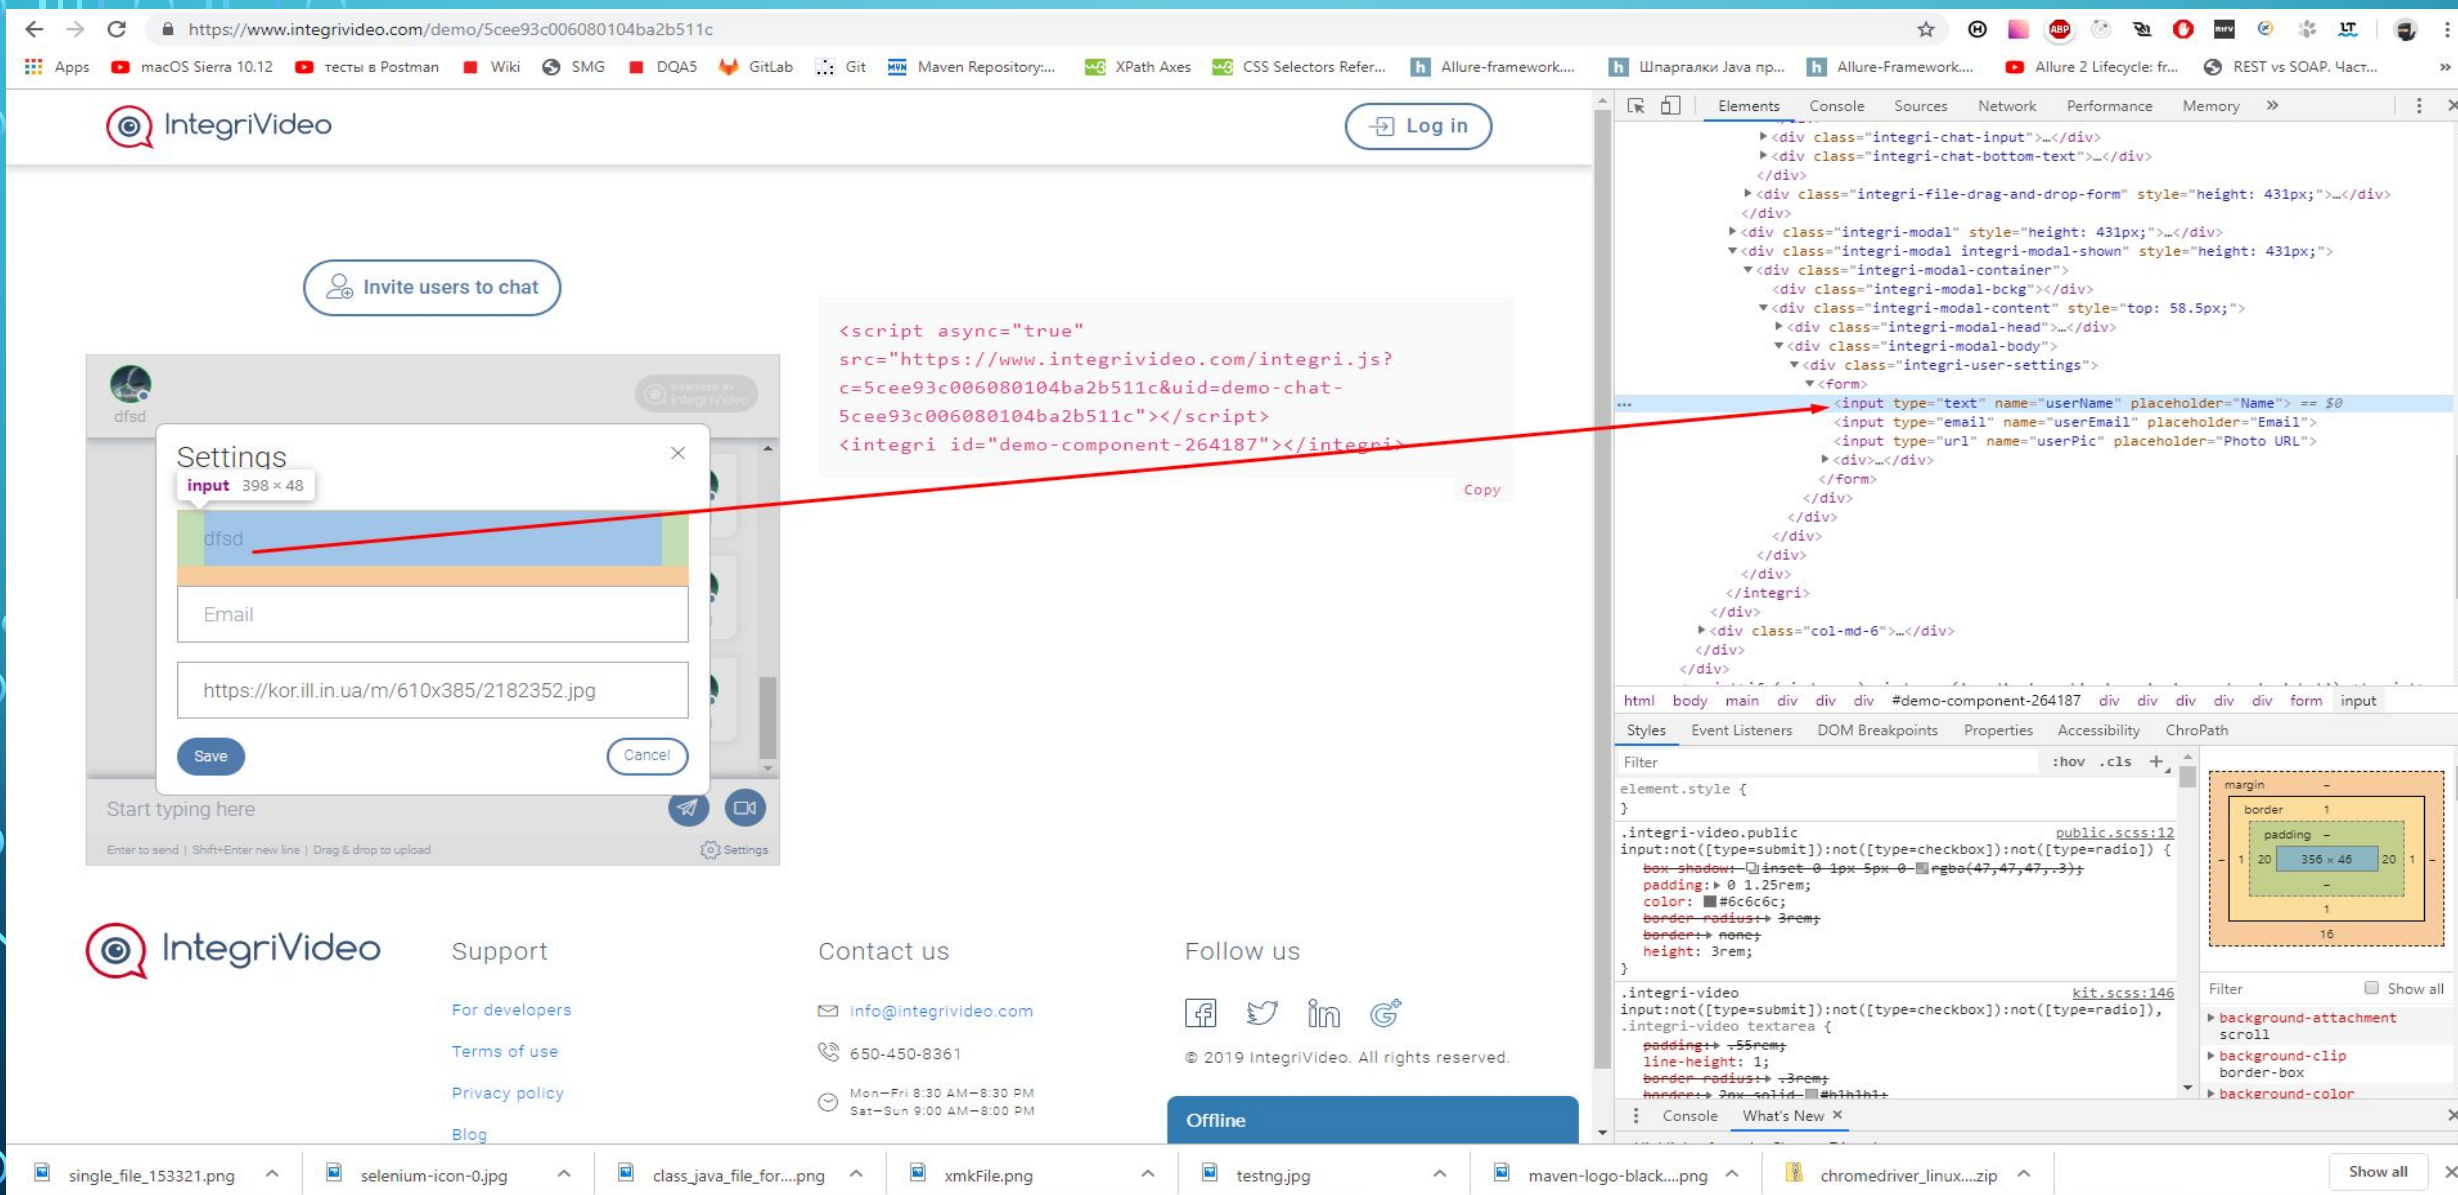 https://www.integrivideo.com/demo/5cee93c006080104ba2b511c
Apps macOS Sierra 10.12 тесты в Postman Wiki SMG DQA5 GitLab Git Maven Repository:... XPath Axes CSS Selectors Refer... Allure-framework.... Шпаргалки Java пр... Allure-Framework.... Allure 2 Lifecycle: fr... REST vs SOAP. Част... »
IntegriVideo
Log in
Invite users to chat
dfsd
POWERED BY
IntegriVideo
Settings
input 398 × 48
dfsd
Email
https://kor.ill.in.ua/m/610x385/2182352.jpg
Save
Cancel
Start typing here
Enter to send | Shift+Enter new line | Drag & drop to upload
Settings
<script async="true"
src="https://www.integrivideo.com/integri.js?
c=5cee93c006080104ba2b511c&uid=demo-chat-
5cee93c006080104ba2b511c"></script>
<integri id="demo-component-264187"></integri>
Copy
IntegriVideo
Support
For developers
Terms of use
Privacy policy
Blog
Contact us
info@integrivideo.com
650-450-8361
Mon—Fri 8:30 AM—8:30 PM
Sat—Sun 9:00 AM—8:00 PM
Follow us
© 2019 IntegriVideo. All rights reserved.
Offline
Elements Console Sources Network Performance Memory »
<div class="integri-chat-input">…</div>
<div class="integri-chat-bottom-text">…</div>
</div>
<div class="integri-file-drag-and-drop-form" style="height: 431px;">…</div>
</div>
<div class="integri-modal" style="height: 431px;">…</div>
<div class="integri-modal integri-modal-shown" style="height: 431px;">
<div class="integri-modal-container">
<div class="integri-modal-bckg"></div>
<div class="integri-modal-content" style="top: 58.5px;">
<div class="integri-modal-head">…</div>
<div class="integri-modal-body">
<div class="integri-user-settings">
<form>
<input type="text" name="userName" placeholder="Name"> == $0
<input type="email" name="userEmail" placeholder="Email">
<input type="url" name="userPic" placeholder="Photo URL">
<div>…</div>
</form>
</div>
</div>
</div>
</div>
</div>
</integri>
</div>
<div class="col-md-6">…</div>
</div>
</div>
html body main div div div #demo-component-264187 div div div div div form input
Styles Event Listeners DOM Breakpoints Properties Accessibility ChroPath
Filter :hov .cls +
element.style {
}
.integri-video.public public.scss:12
input:not([type=submit]):not([type=checkbox]):not([type=radio]) {
box-shadow: inset 0 1px 5px 0 rgba(47,47,47,.3);
padding: 0 1.25rem;
color: #6c6c6c;
border-radius: 3rem;
border: none;
height: 3rem;
}
.integri-video kit.scss:146
input:not([type=submit]):not([type=checkbox]):not([type=radio]),
.integri-video textarea {
padding: .55rem;
line-height: 1;
border-radius: .3rem;
border: 2px solid #b1b1b1;
margin –
border 1
padding –
– 1 20 356 × 46 20 1 –
–
1
16
Filter Show all
background-attachment
scroll
background-clip
border-box
background-color
Console What's New ×
single_file_153321.png
selenium-icon-0.jpg
class_java_file_for....png
xmkFile.png
testng.jpg
maven-logo-black....png
chromedriver_linux....zip
Show all